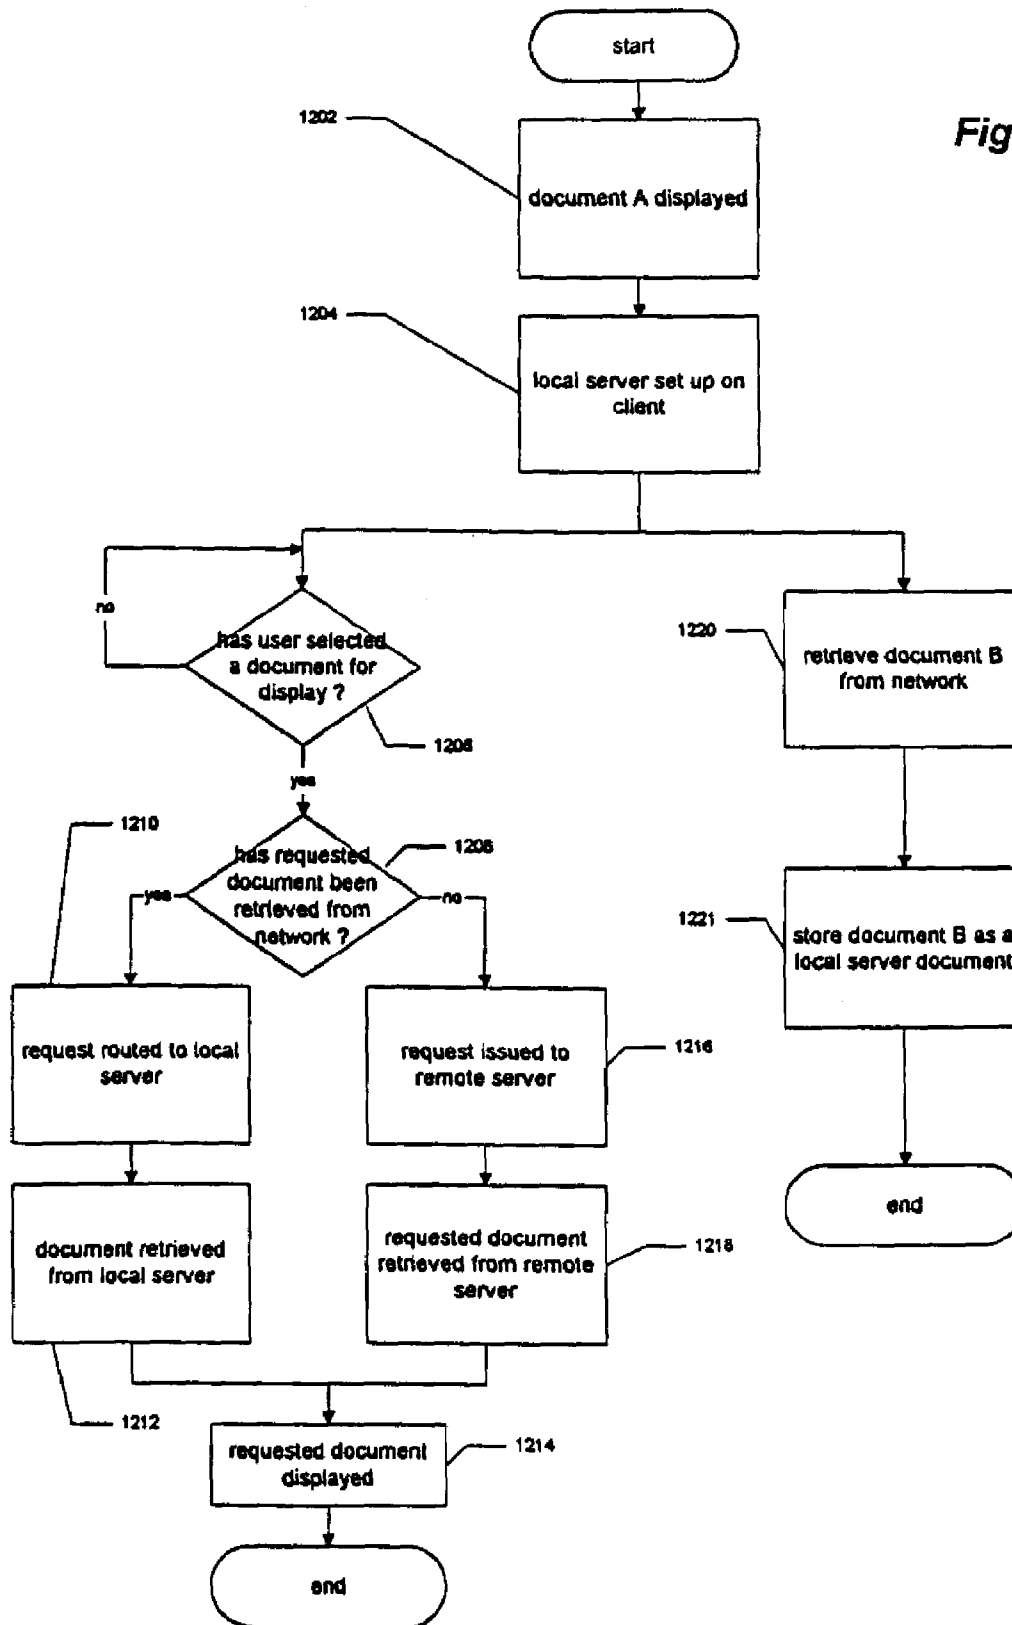 start
1202
Fig
document A displayed
1204
local server set up on
client
no
has user selected
a document for
display ?
1206
yes
1220
retrieve document B
from network
1210
has requested
document been
retrieved from
network ?
1208
yes
no
1221
store document B as a
local server document
request routed to local
server
request issued to
remote server
1216
end
document retrieved
from local server
requested document
retrieved from remote
server
1218
1212
requested document
displayed
1214
end